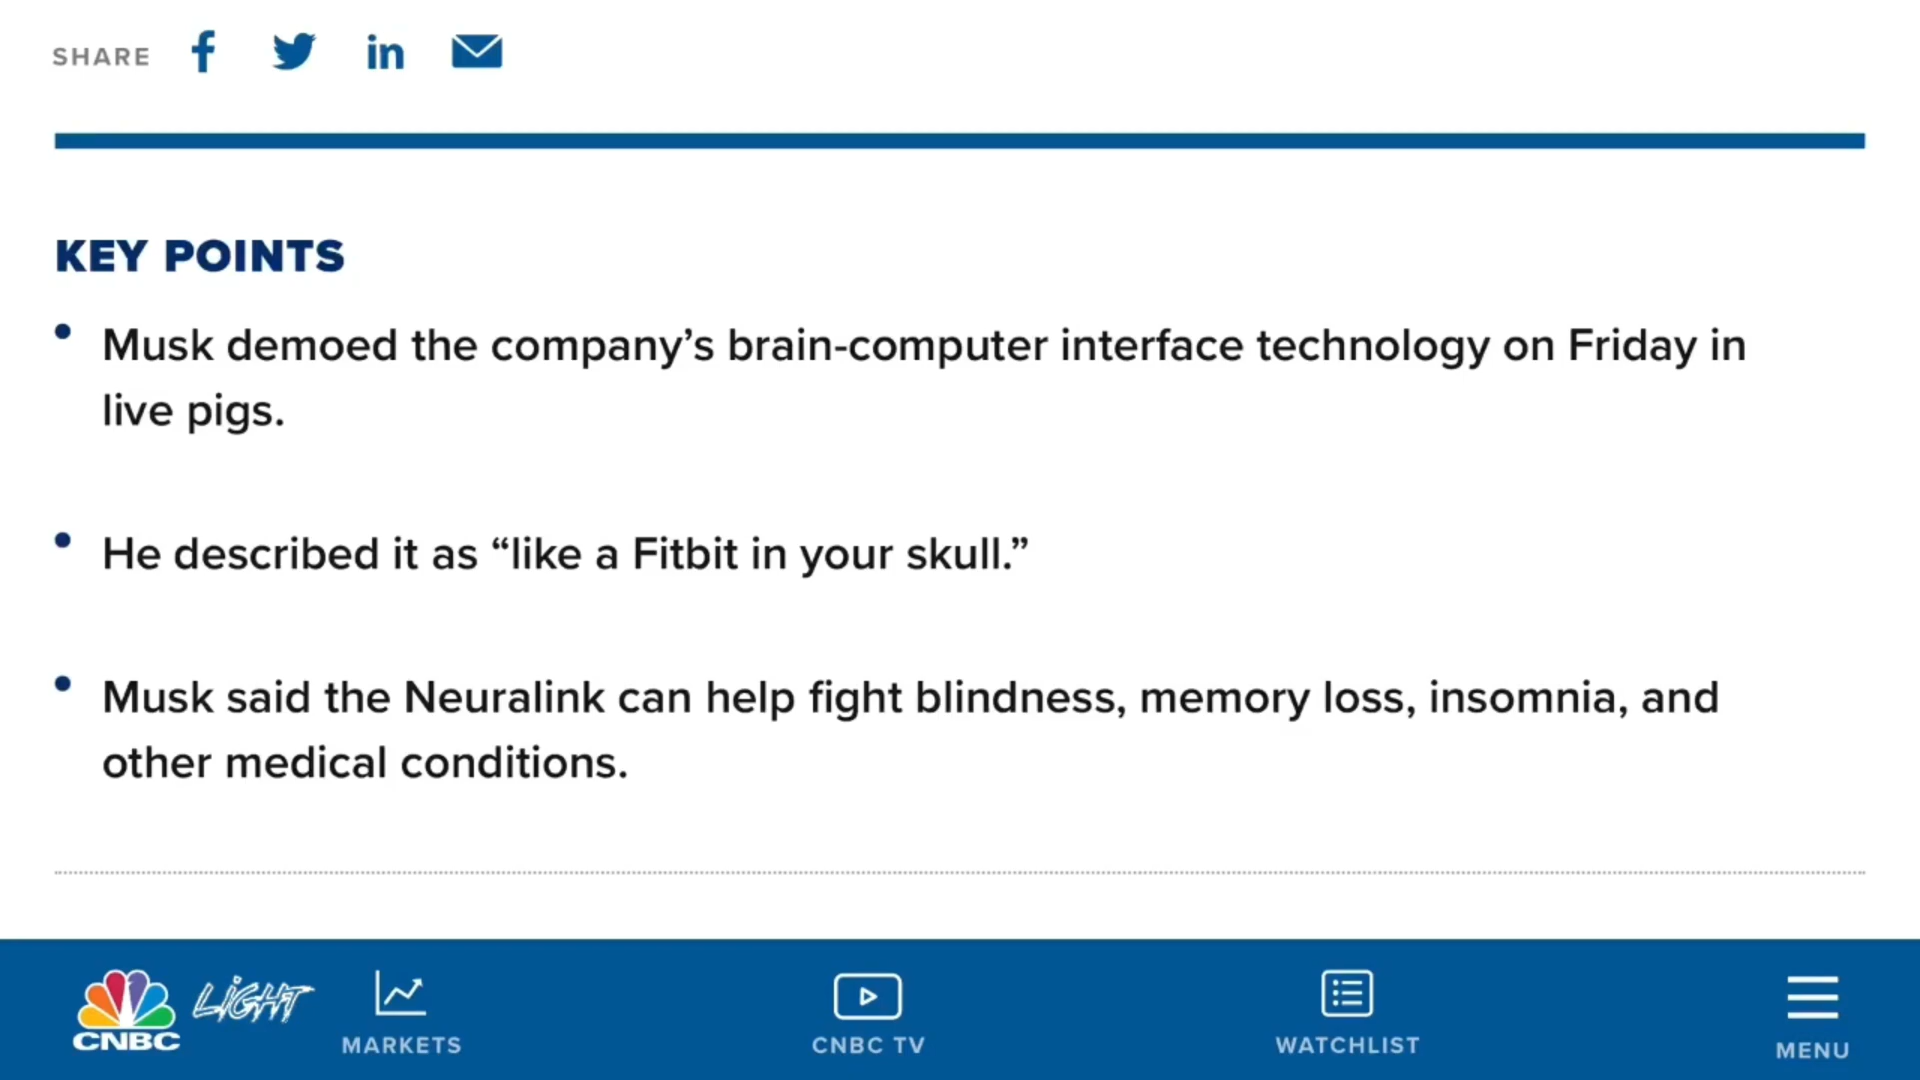 SHARE
KEY POINTS
Musk demoed the company’s brain-computer interface technology on Friday in
live pigs.
He described it as “like a Fitbit in your skull.”
Musk said the Neuralink can help fight blindness, memory loss, insomnia, and
other medical conditions.
CNBC LIGHT
MARKETS
CNBC TV
WATCHLIST
MENU